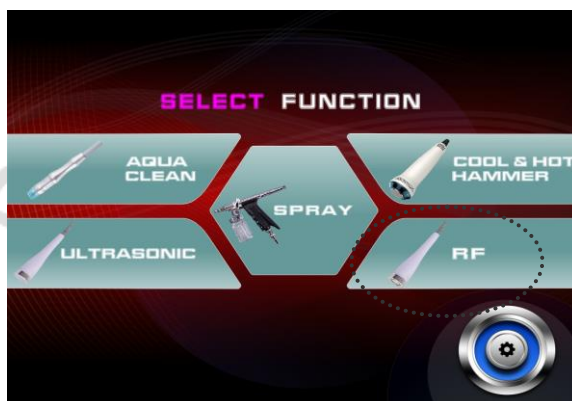 SELECT FUNCTION
AQUA
CLEAN
COOL & HOT
HAMMER
SPRAY
ULTRASONIC
RF